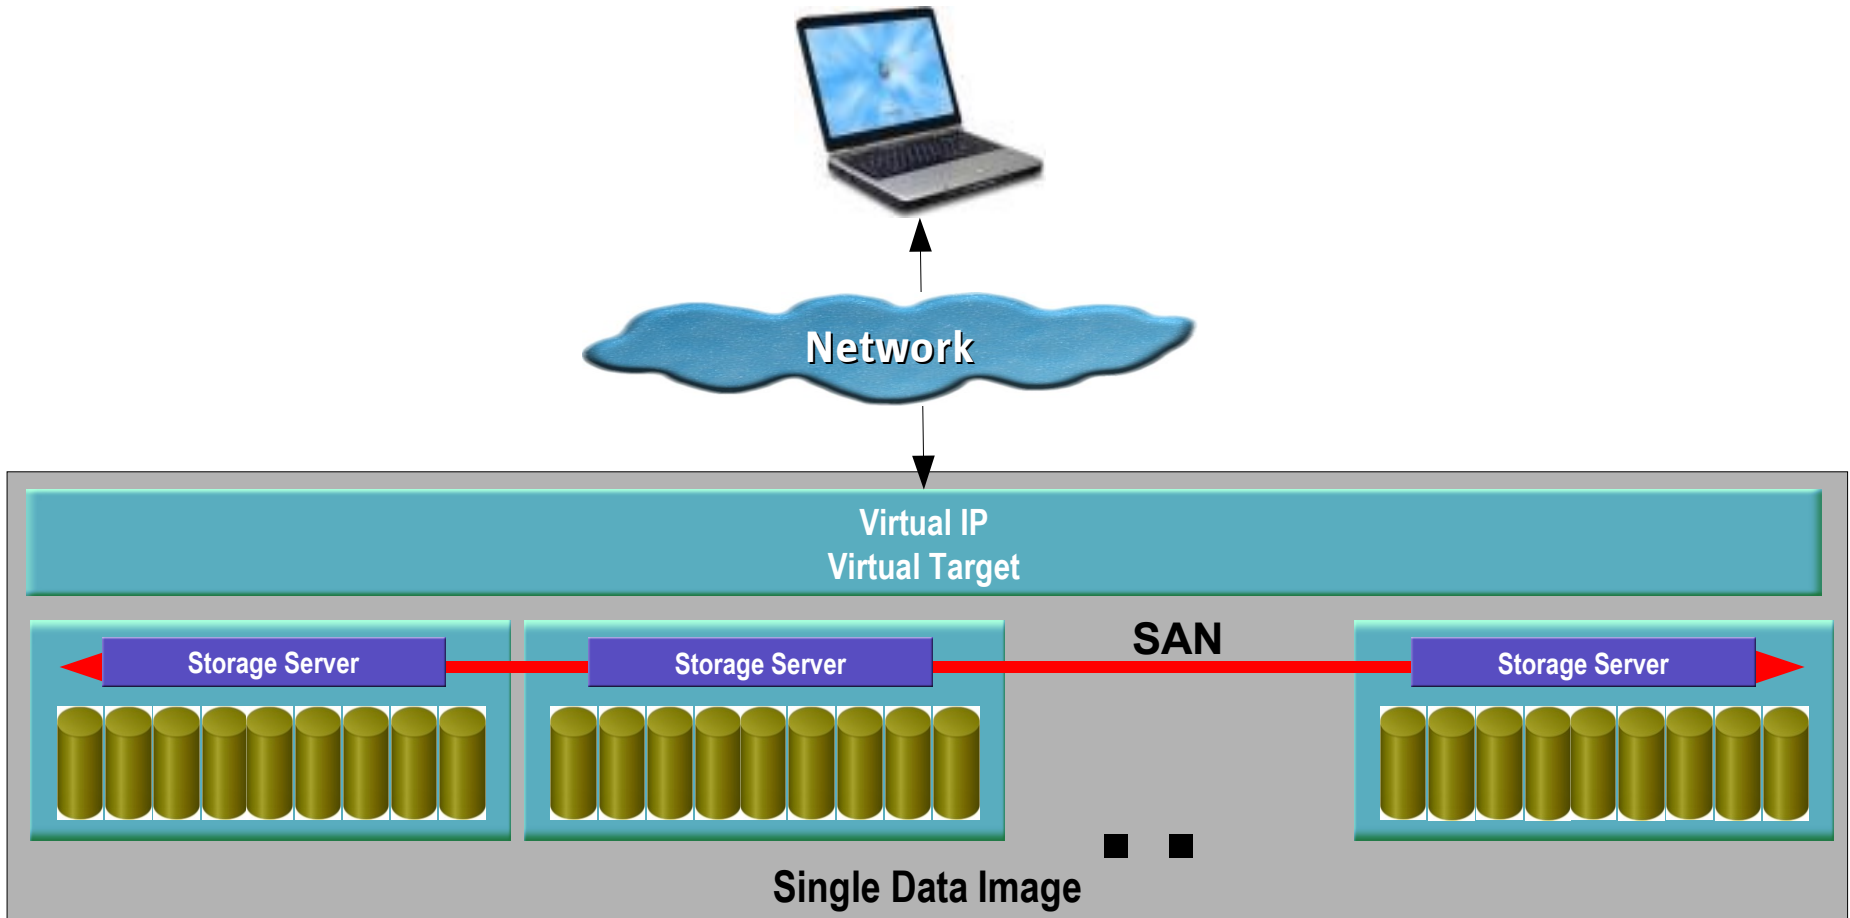 Network
Virtual IP
Virtual Target
SAN
Storage Server
Storage Server
Storage Server
Single Data Image